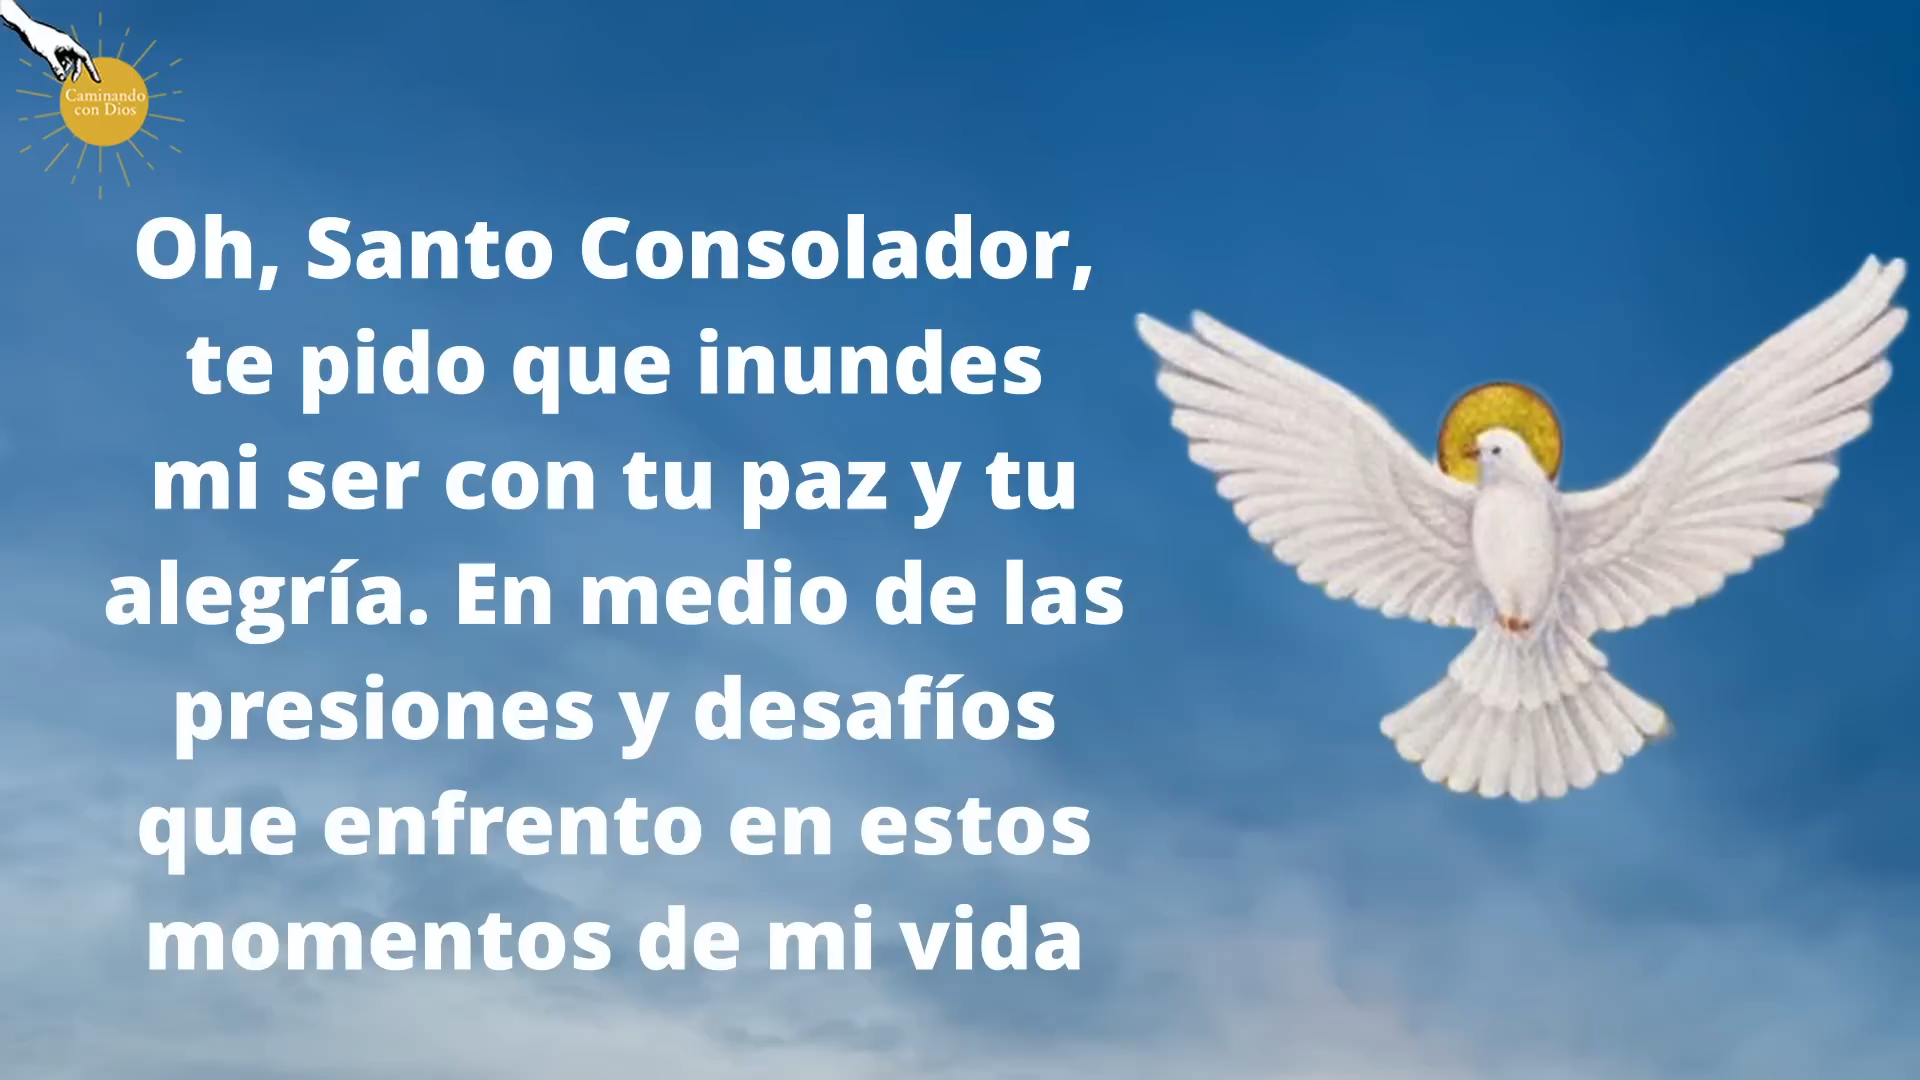 Caminando
con Dios
Oh, Santo Consolador,
te pido que inundes
mi ser con tu paz y tu
alegría. En medio de las
presiones y desafíos
que enfrento en estos
momentos de mi vida